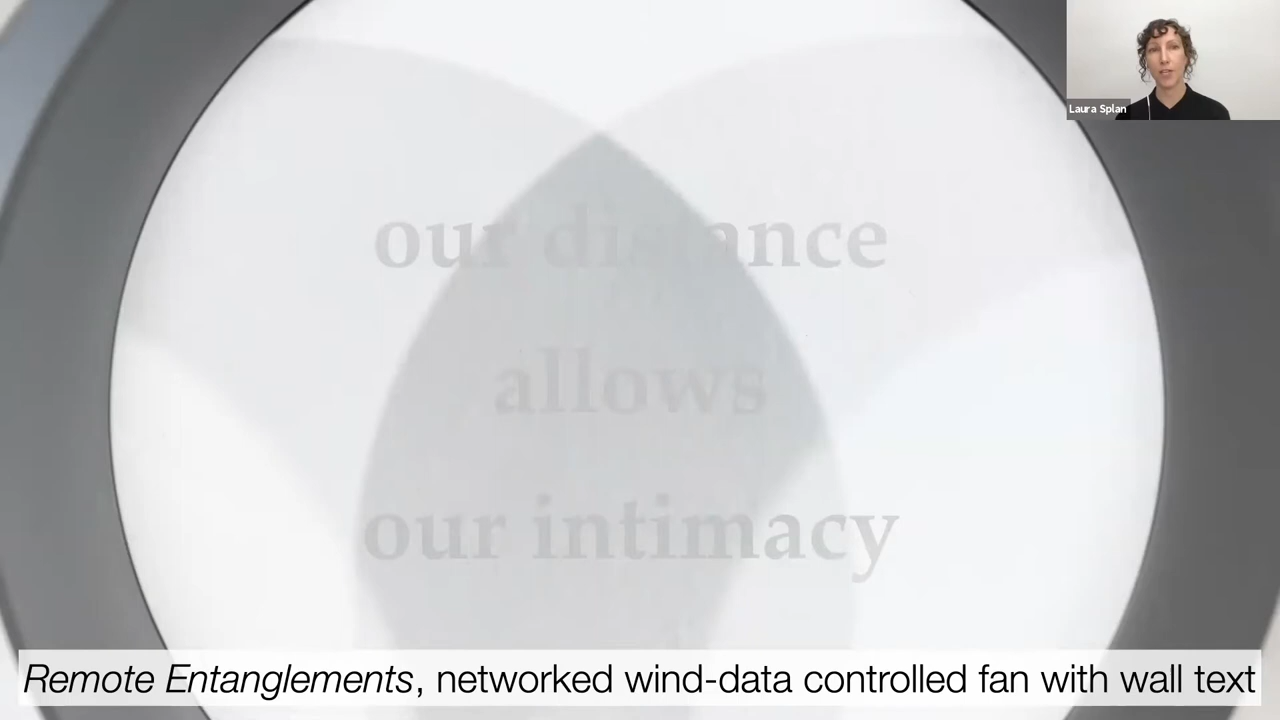 Laura Splan
our distance
allows
our intimacy
Remote Entanglements, networked wind-data controlled fan with wall text